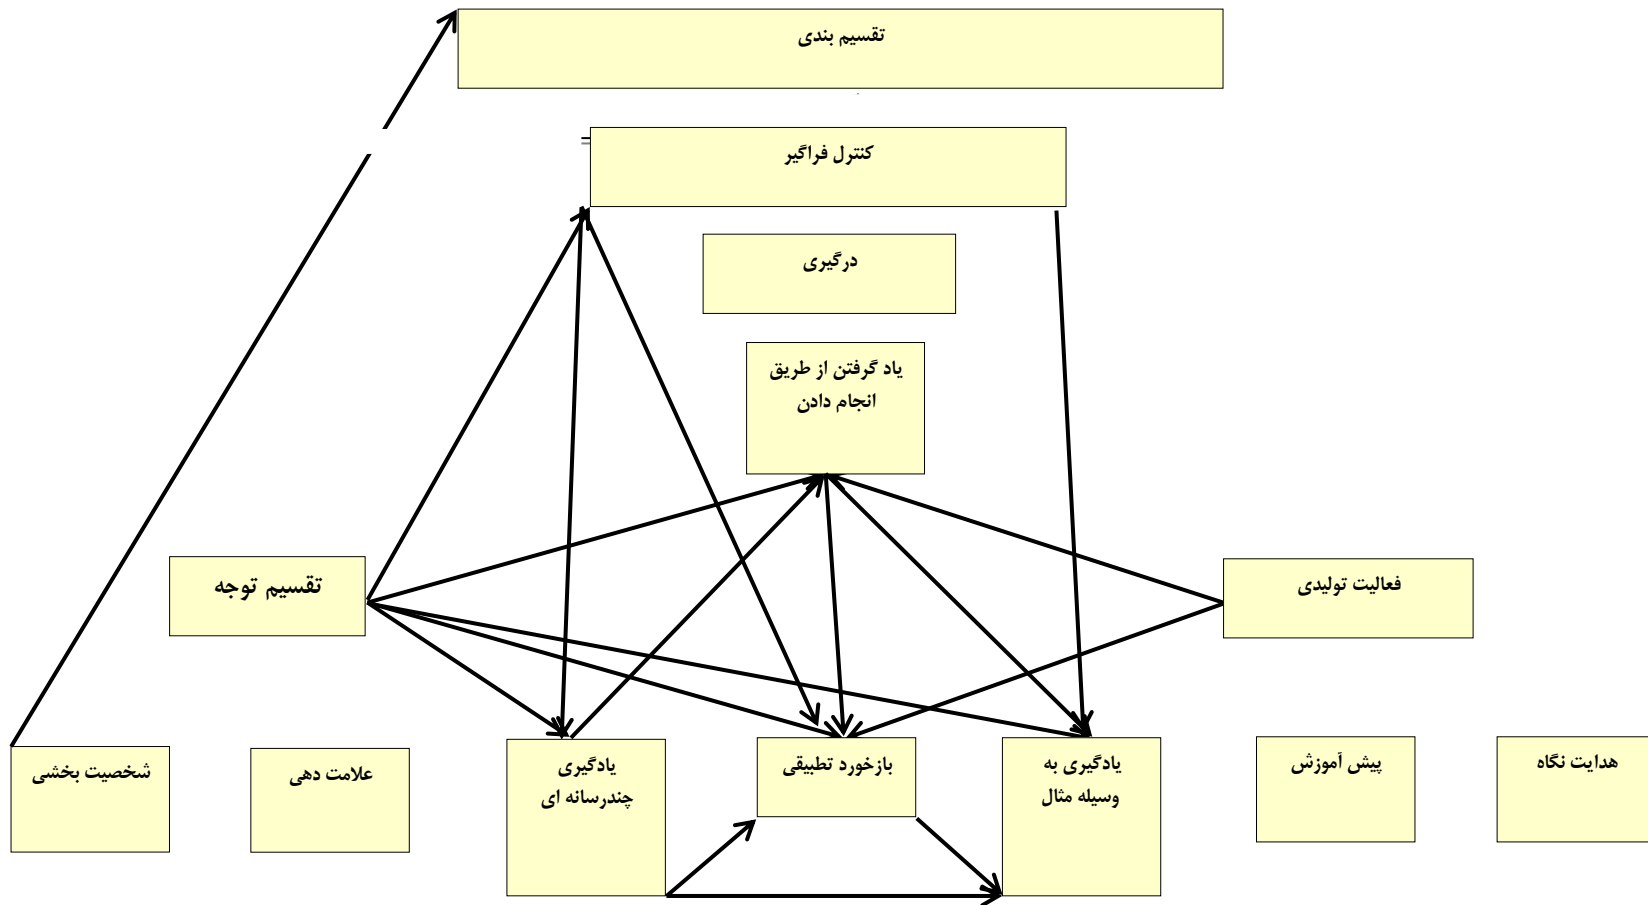 تقسیم بندی
کنترل فراگیر
درگیری
یاد گرفتن از طریق
انجام دادن
فعالیت تولیدی
تقسیم توجه
هدایت نگاه
پیش آموزش
یادگیری به
وسیله مثال
بازخورد تطبیقی
یادگیری
چندرسانه ای
علامت دهی
شخصیت بخشی